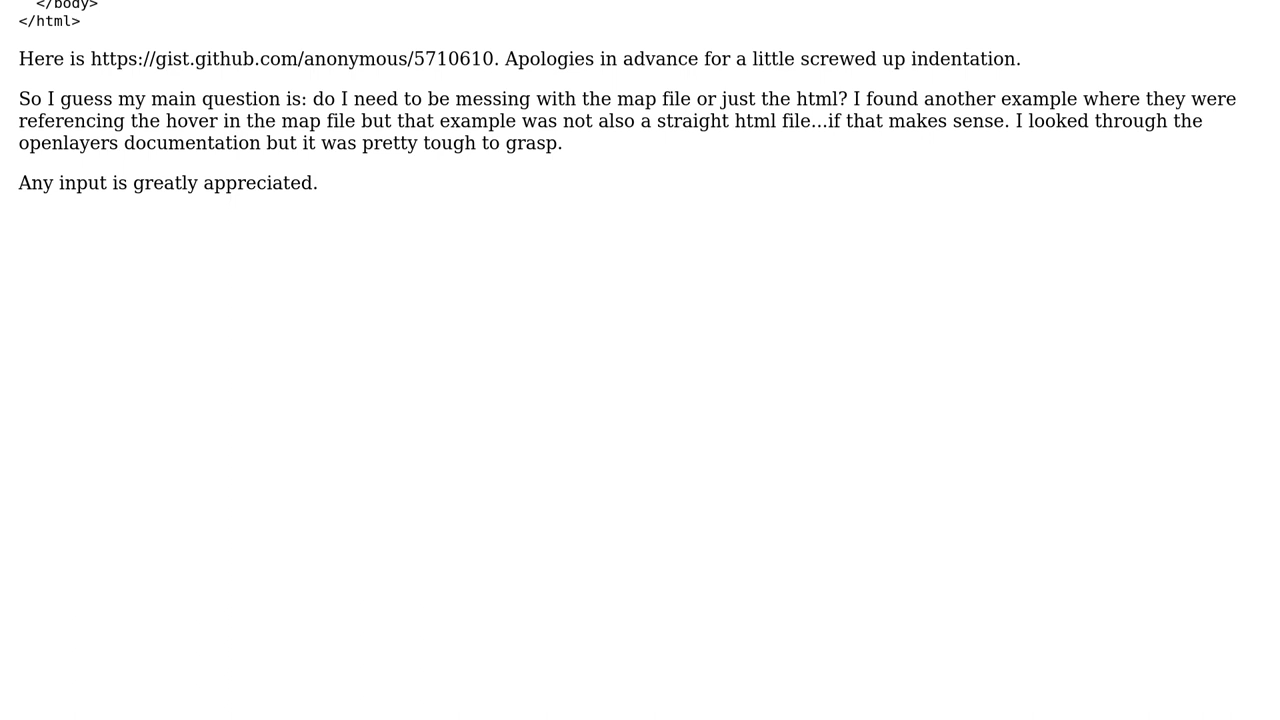 </body>
</html>
Here is https://gist.github.com/anonymous/5710610. Apologies in advance for a little screwed up indentation.
So I guess my main question is: do I need to be messing with the map file or just the html? I found another example where they were
referencing the hover in the map file but that example was not also a straight html file...if that makes sense. I looked through the
openlayers documentation but it was pretty tough to grasp.
Any input is greatly appreciated.